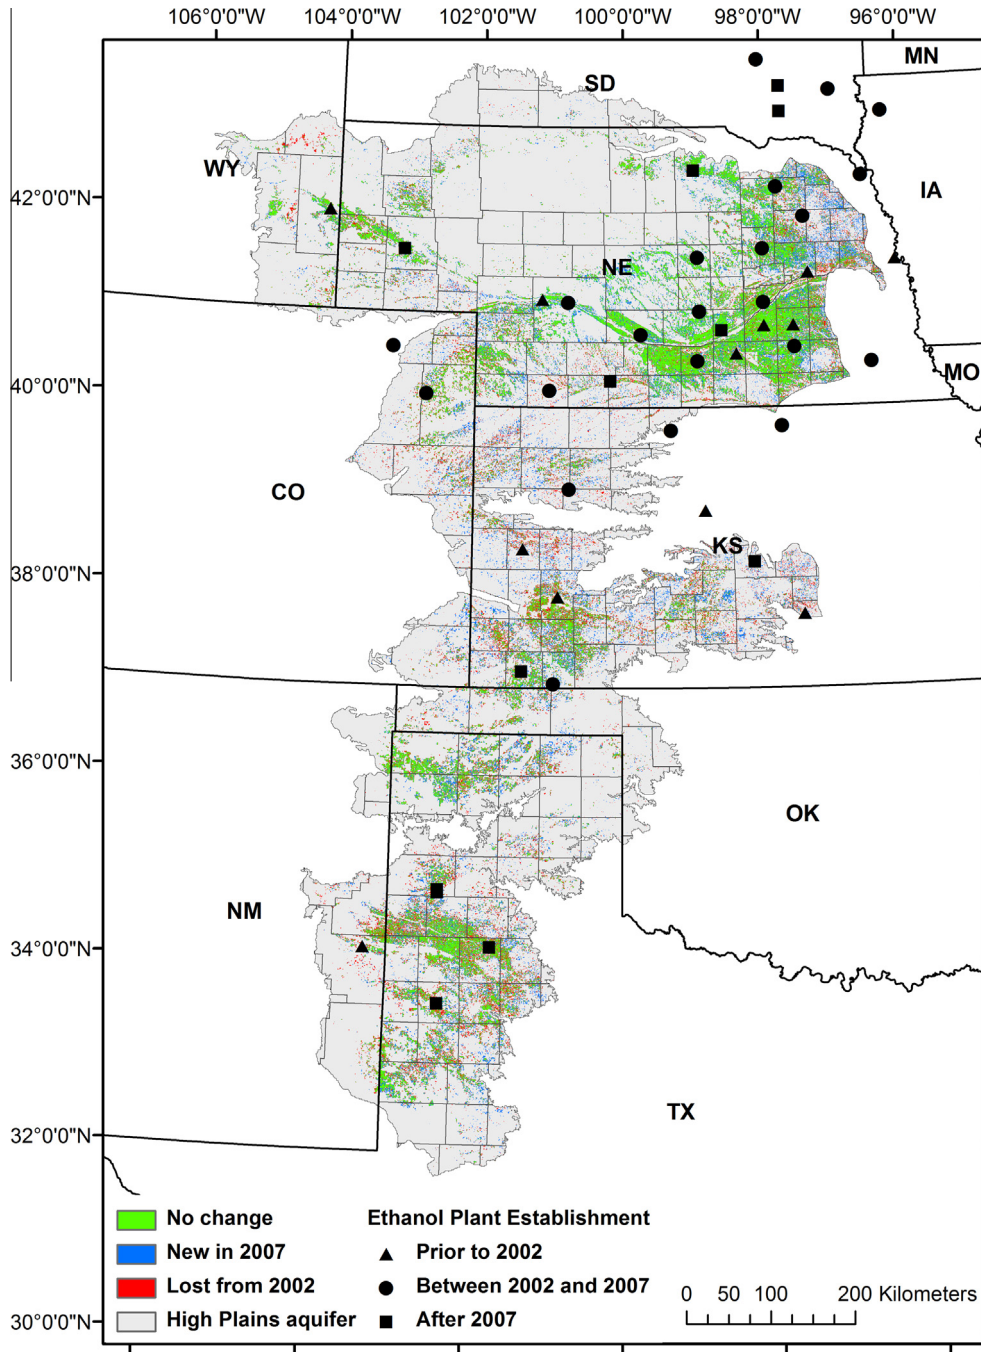 106°0'0"W 104°0'0"W 102°0'0"W 100°0'0"W 98°0'0"W 96°0'0"W
MN
SD
WY
42°0'0"N
IA
NE
40°0'0"N
MO
CO
KS
38°0'0"N
36°0'0"N
OK
NM
34°0'0"N
TX
32°0'0"N
No change
New in 2007
Lost from 2002
High Plains aquifer
Ethanol Plant Establishment
Prior to 2002
Between 2002 and 2007
After 2007
0 50 100 200 Kilometers
30°0'0"N